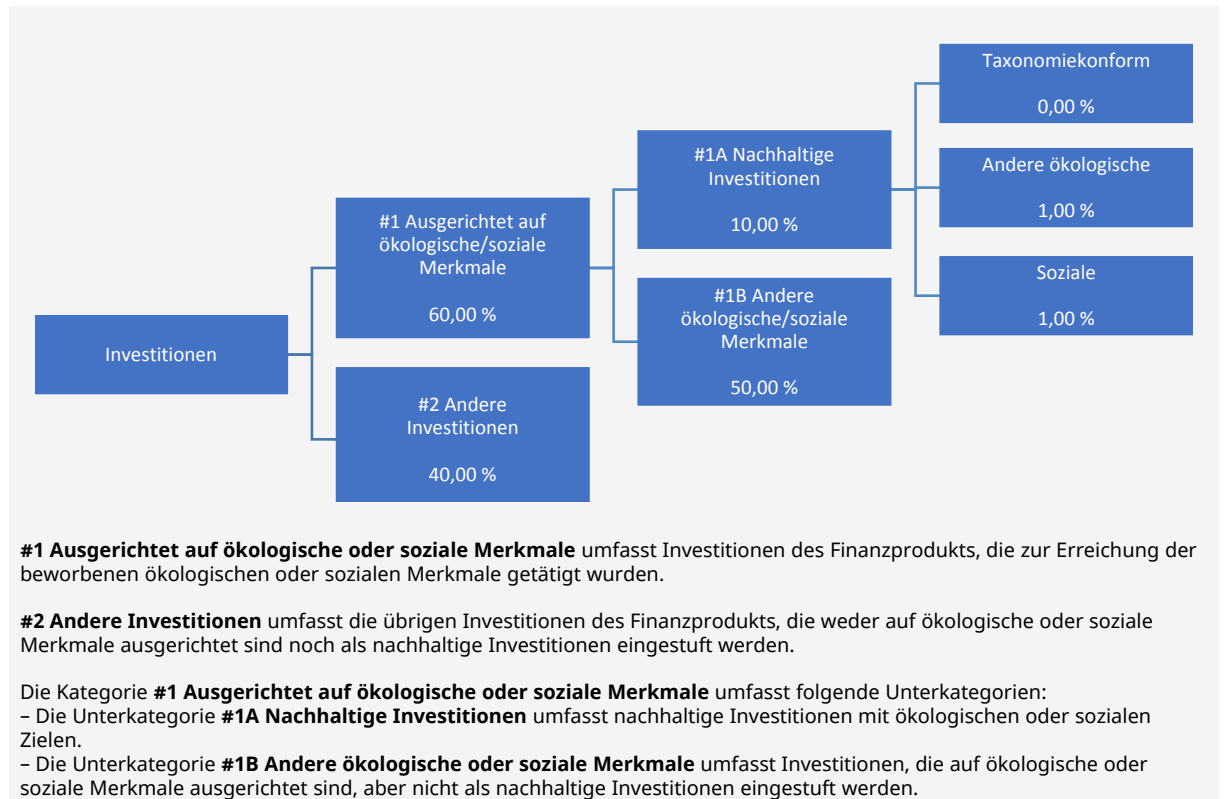 Investitionen
#1 Ausgerichtet auf
ökologische/soziale
Merkmale
60,00 %
#2 Andere
Investitionen
40,00 %
#1A Nachhaltige
Investitionen
10,00 %
#1B Andere
ökologische/soziale
Merkmale
50,00 %
Taxonomiekonform
0,00 %
Andere ökologische
1,00 %
Soziale
1,00 %
#1 Ausgerichtet auf ökologische oder soziale Merkmale umfasst Investitionen des Finanzprodukts, die zur Erreichung der
beworbenen ökologischen oder sozialen Merkmale getätigt wurden.
#2 Andere Investitionen umfasst die übrigen Investitionen des Finanzprodukts, die weder auf ökologische oder soziale
Merkmale ausgerichtet sind noch als nachhaltige Investitionen eingestuft werden.
Die Kategorie #1 Ausgerichtet auf ökologische oder soziale Merkmale umfasst folgende Unterkategorien:
– Die Unterkategorie #1A Nachhaltige Investitionen umfasst nachhaltige Investitionen mit ökologischen oder sozialen
Zielen.
– Die Unterkategorie #1B Andere ökologische oder soziale Merkmale umfasst Investitionen, die auf ökologische oder
soziale Merkmale ausgerichtet sind, aber nicht als nachhaltige Investitionen eingestuft werden.